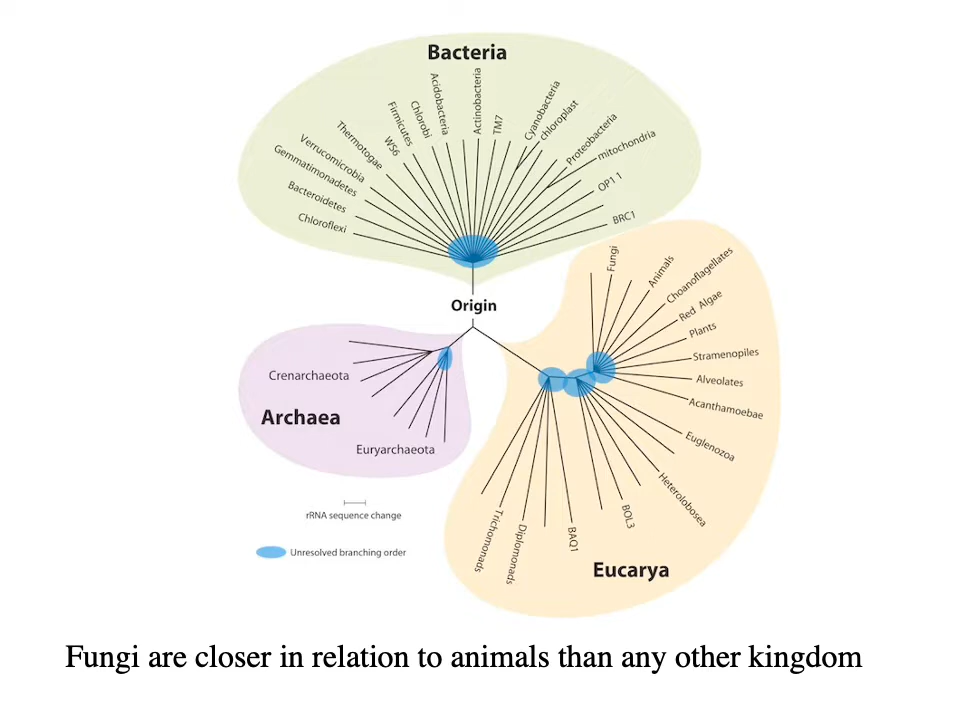 Bacteria
Chloroflexi
Bacteroidetes
Gemmatimonadetes
Verrucomicrobia
Thermotogae
WS6
Firmicutes
Chlorobi
Acidobacteria
Actinobacteria
TM7
Cyanobacteria
chloroplast
Proteobacteria
mitochondria
OP1 1
BRC1
Origin
Fungi
Animals
Choanoflagellates
Red Algae
Plants
Stramenopiles
Alveolates
Acanthamoebae
Euglenozoa
Heterolobosea
BOL3
BAQ1
Diplomonads
Trichomonads
Eucarya
Crenarchaeota
Archaea
Euryarchaeota
rRNA sequence change
Unresolved branching order
Fungi are closer in relation to animals than any other kingdom